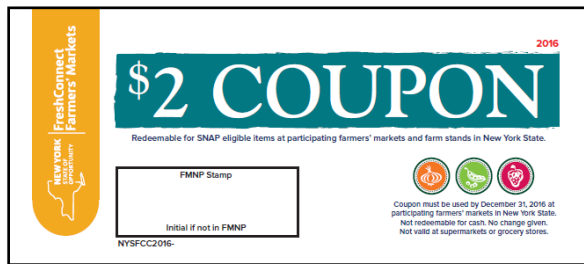 FreshConnect
Farmers' Markets
NEW YORK
STATE OF
OPPORTUNITY
2016
$2 COUPON
Redeemable for SNAP eligible items at participating farmers' markets and farm stands in New York State.
FMNP Stamp
Initial if not in FMNP
NYSFCC2016-
Coupon must be used by December 31, 2016 at
participating farmers' markets in New York State.
Not redeemable for cash. No change given.
Not valid at supermarkets or grocery stores.